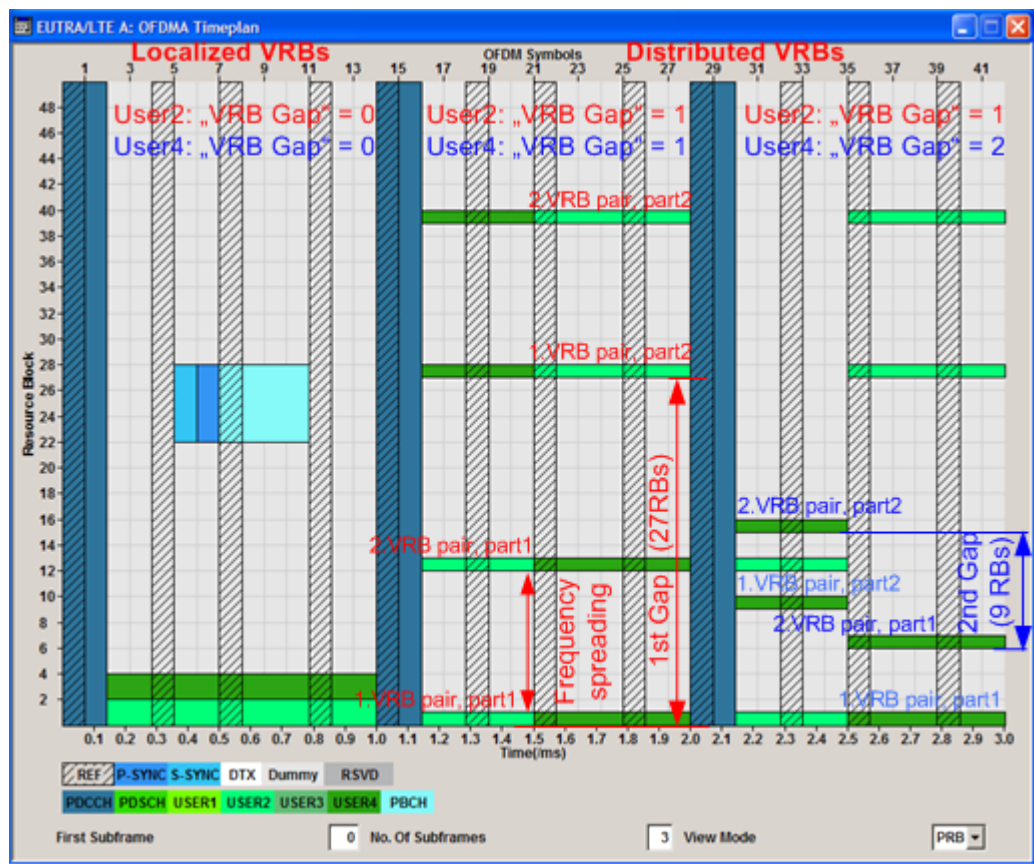 EUTRA/LTE A: OFDMA Timeplan
Localized VRBs
OFDM Symbols
Distributed VRBs
1 3 5 7 9 11 13 15 17 19 21 23 25 27 29 31 33 35 37 39 41
User2: „VRB Gap“ = 0
User2: „VRB Gap“ = 1
User2: „VRB Gap“ = 1
User4: „VRB Gap“ = 0
User4: „VRB Gap“ = 1
User4: „VRB Gap“ = 2
Resource Block
48
46
44
42
40
38
36
34
32
30
28
26
24
22
20
18
16
14
12
10
8
6
4
2
2.VRB pair, part2
1.VRB pair, part2
2.VRB pair, part1
1.VRB pair, part1
Frequency
spreading
1st Gap (27RBs)
2.VRB pair, part2
1.VRB pair, part2
2.VRB pair, part1
1.VRB pair, part1
2nd Gap
(9 RBs)
0.1 0.2 0.3 0.4 0.5 0.6 0.7 0.8 0.9 1.0 1.1 1.2 1.3 1.4 1.5 1.6 1.7 1.8 1.9 2.0 2.1 2.2 2.3 2.4 2.5 2.6 2.7 2.8 2.9 3.0
Time(/ms)
REF P-SYNC S-SYNC DTX Dummy RSVD
PDCCH PDSCH USER1 USER2 USER3 USER4 PBCH
First Subframe 0 No. Of Subframes 3 View Mode PRB